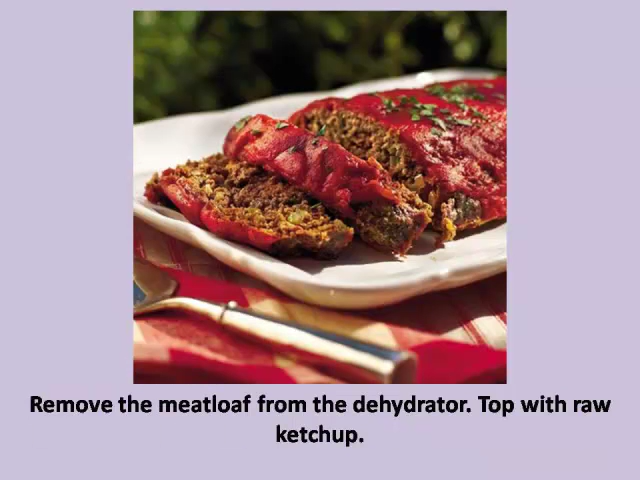 Remove the meatloaf from the dehydrator. Top with raw
ketchup.